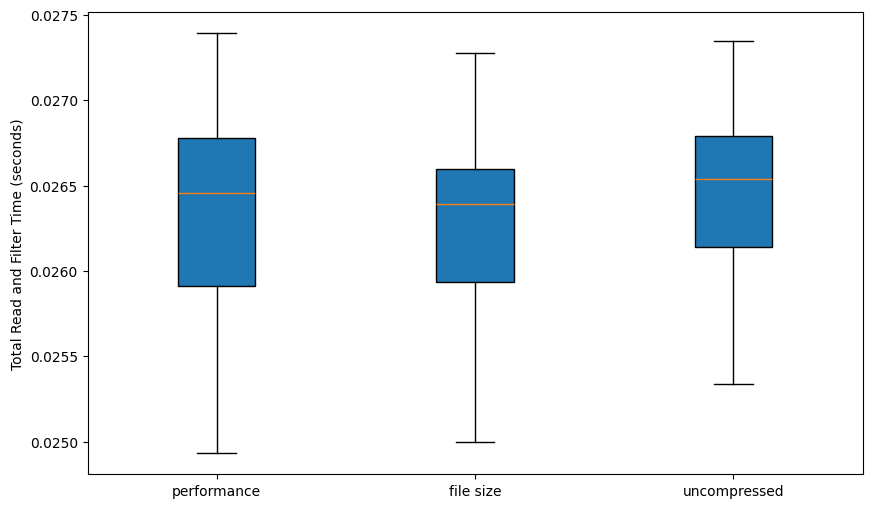 Total Read and Filter Time (seconds)
0.0275
0.0270
0.0265
0.0260
0.0255
0.0250
performance
file size
uncompressed